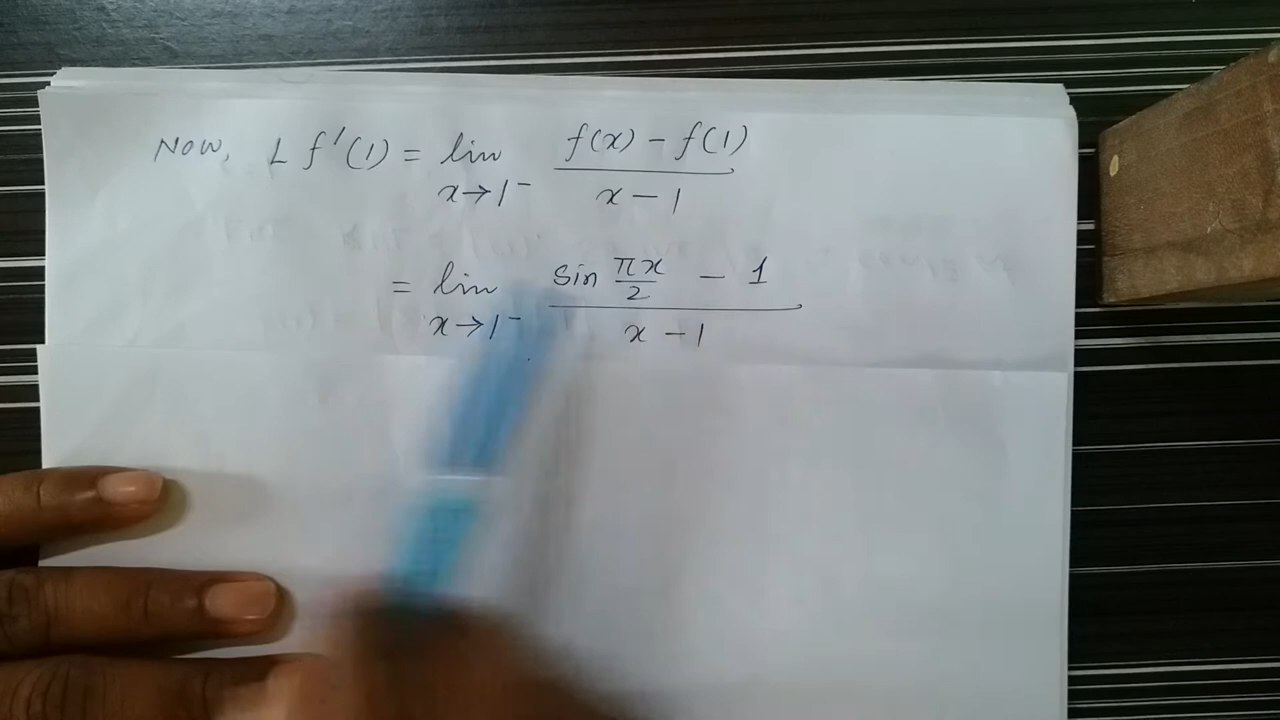 Now, L f'(1) = lim x→1⁻ f(x) − f(1) / x − 1
= lim x→1⁻ sin πx/2 − 1 / x − 1